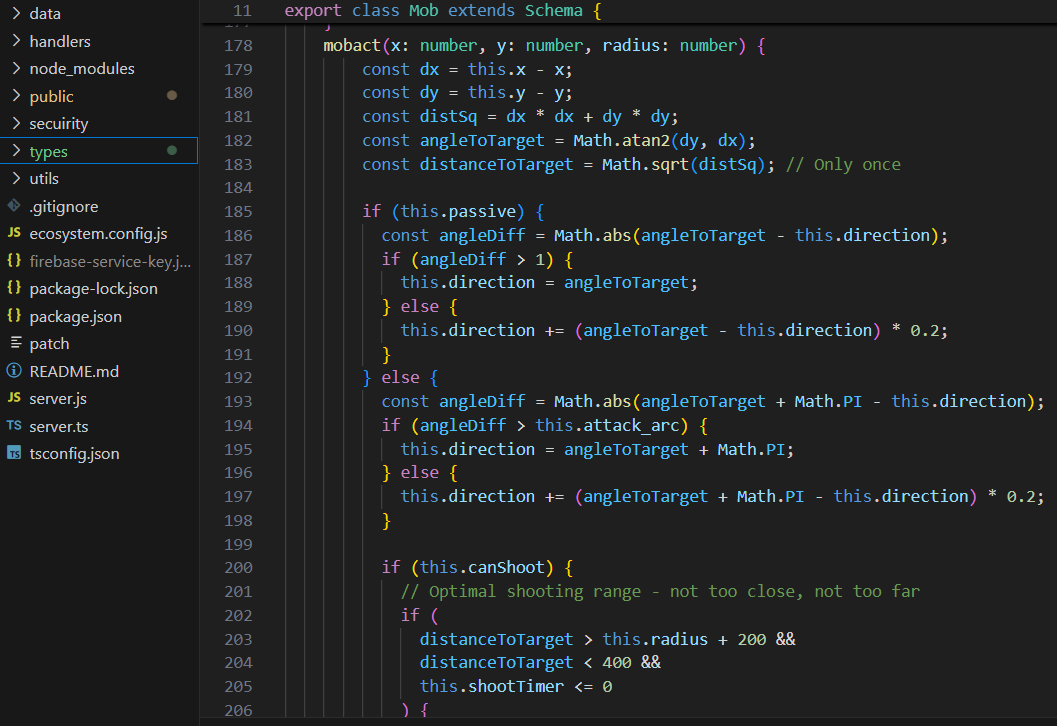 data
handlers
node_modules
public
secuirity
types
utils
.gitignore
JS ecosystem.config.js
{} firebase-service-key.j...
{} package-lock.json
{} package.json
patch
README.md
JS server.js
TS server.ts
TS tsconfig.json
11 export class Mob extends Schema {
178 mobact(x: number, y: number, radius: number) {
179 const dx = this.x - x;
180 const dy = this.y - y;
181 const distSq = dx * dx + dy * dy;
182 const angleToTarget = Math.atan2(dy, dx);
183 const distanceToTarget = Math.sqrt(distSq); // Only once
184
185 if (this.passive) {
186 const angleDiff = Math.abs(angleToTarget - this.direction);
187 if (angleDiff > 1) {
188 this.direction = angleToTarget;
189 } else {
190 this.direction += (angleToTarget - this.direction) * 0.2;
191 }
192 } else {
193 const angleDiff = Math.abs(angleToTarget + Math.PI - this.direction);
194 if (angleDiff > this.attack_arc) {
195 this.direction = angleToTarget + Math.PI;
196 } else {
197 this.direction += (angleToTarget + Math.PI - this.direction) * 0.2;
198 }
199
200 if (this.canShoot) {
201 // Optimal shooting range - not too close, not too far
202 if (
203 distanceToTarget > this.radius + 200 &&
204 distanceToTarget < 400 &&
205 this.shootTimer <= 0
206 ) {